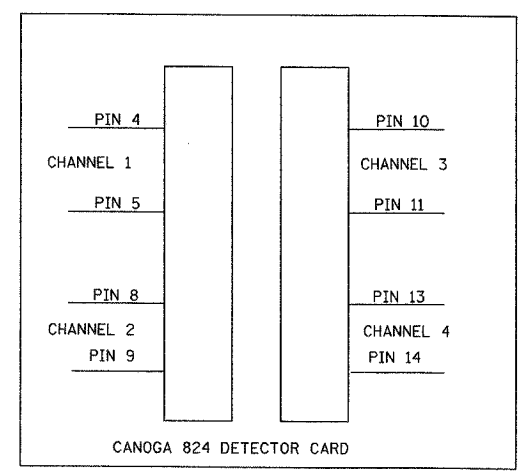 PIN 4
CHANNEL 1
PIN 5
PIN 8
CHANNEL 2
PIN 9
PIN 10
CHANNEL 3
PIN 11
PIN 13
CHANNEL 4
PIN 14
CANOGA 824 DETECTOR CARD